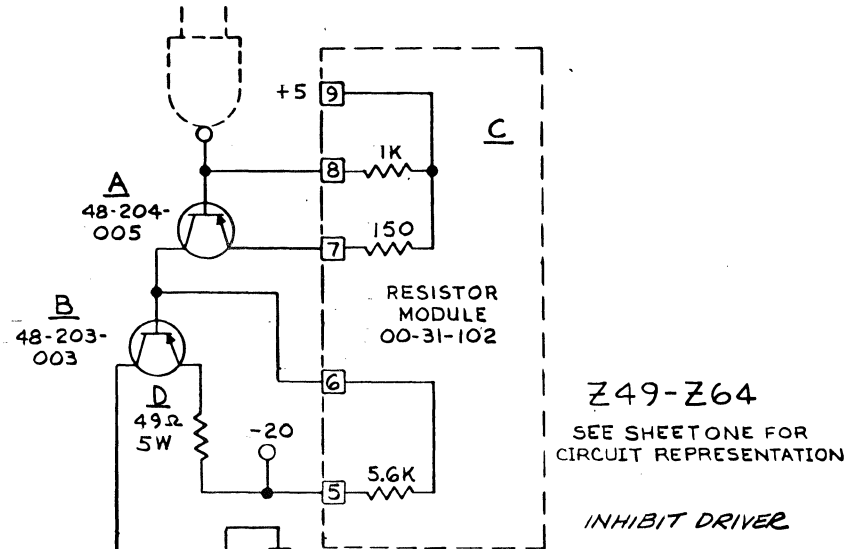 +5 9
C
8 1K
A
48-204-
005
7 150
RESISTOR
MODULE
00-31-102
B
48-203-
003
6
D
49Ω
5W
-20
5 5.6K
Z49-Z64
SEE SHEET ONE FOR
CIRCUIT REPRESENTATION
INHIBIT DRIVER